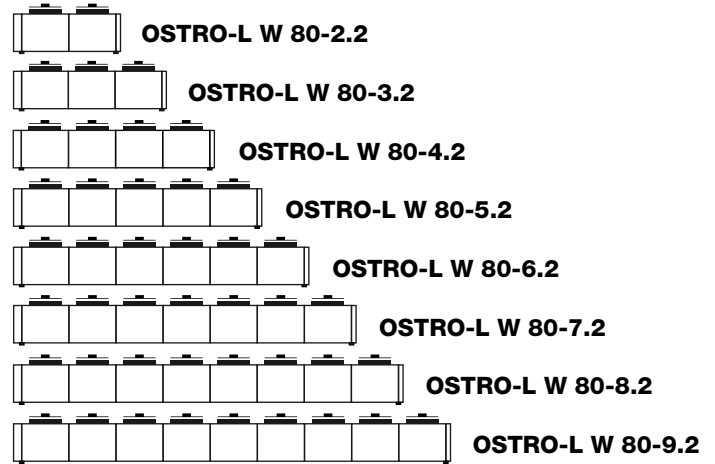 OSTRO-L W 80-2.2
OSTRO-L W 80-3.2
OSTRO-L W 80-4.2
OSTRO-L W 80-5.2
OSTRO-L W 80-6.2
OSTRO-L W 80-7.2
OSTRO-L W 80-8.2
OSTRO-L W 80-9.2